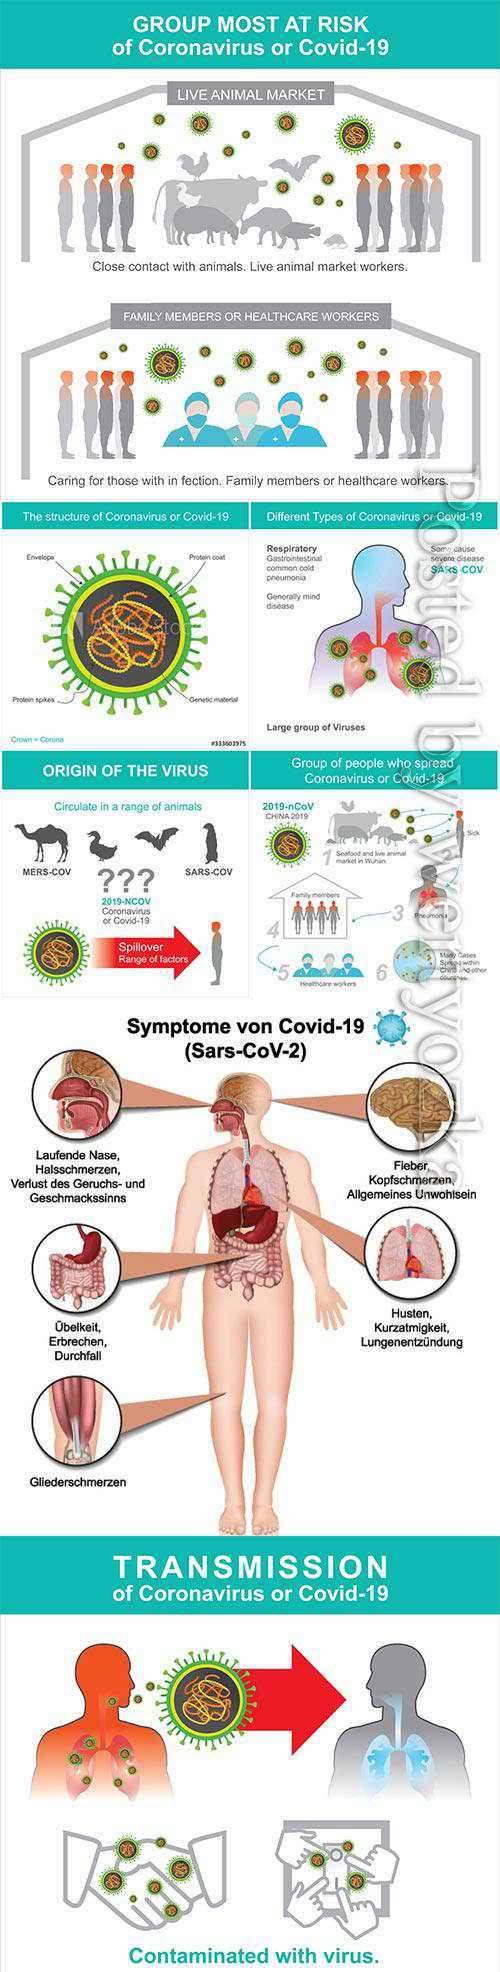 GROUP MOST AT RISK
of Coronavirus or Covid-19
LIVE ANIMAL MARKET
Close contact with animals. Live animal market workers.
FAMILY MEMBERS OR HEALTHCARE WORKERS
Caring for those with in fection. Family members or healthcare workers.
The structure of Coronavirus or Covid-19
Envelope
Protein coat
Protein spikes
Genetic material
Crown = Corona
#333603975
Different Types of Coronavirus or Covid-19
Respiratory
Gastrointestinal
common cold
pneumonia
Generally mind
disease
Some cause
severe disease
SARS-COV
Large group of Viruses
ORIGIN OF THE VIRUS
Circulate in a range of animals
MERS-COV
SARS-COV
???
2019-NCOV
Coronavirus
or Covid-19
Spillover
Range of factors
Group of people who spread
Coronavirus or Covid-19
2019-nCoV
CHINA 2019
1
Seafood and live animal
market in Wuhan.
Sick
Family members
4
3
Pneumonia
5
Healthcare workers
6
Many Cases
Spread within
China and other
countries.
Posted by
Symptome von Covid-19
(Sars-CoV-2)
Laufende Nase,
Halsschmerzen,
Verlust des Geruchs- und
Geschmackssinns
Fieber,
Kopfschmerzen,
Allgemeines Unwohlsein
Übelkeit,
Erbrechen,
Durchfall
Husten,
Kurzatmigkeit,
Lungenentzündung
Gliederschmerzen
TRANSMISSION
of Coronavirus or Covid-19
Contaminated with virus.